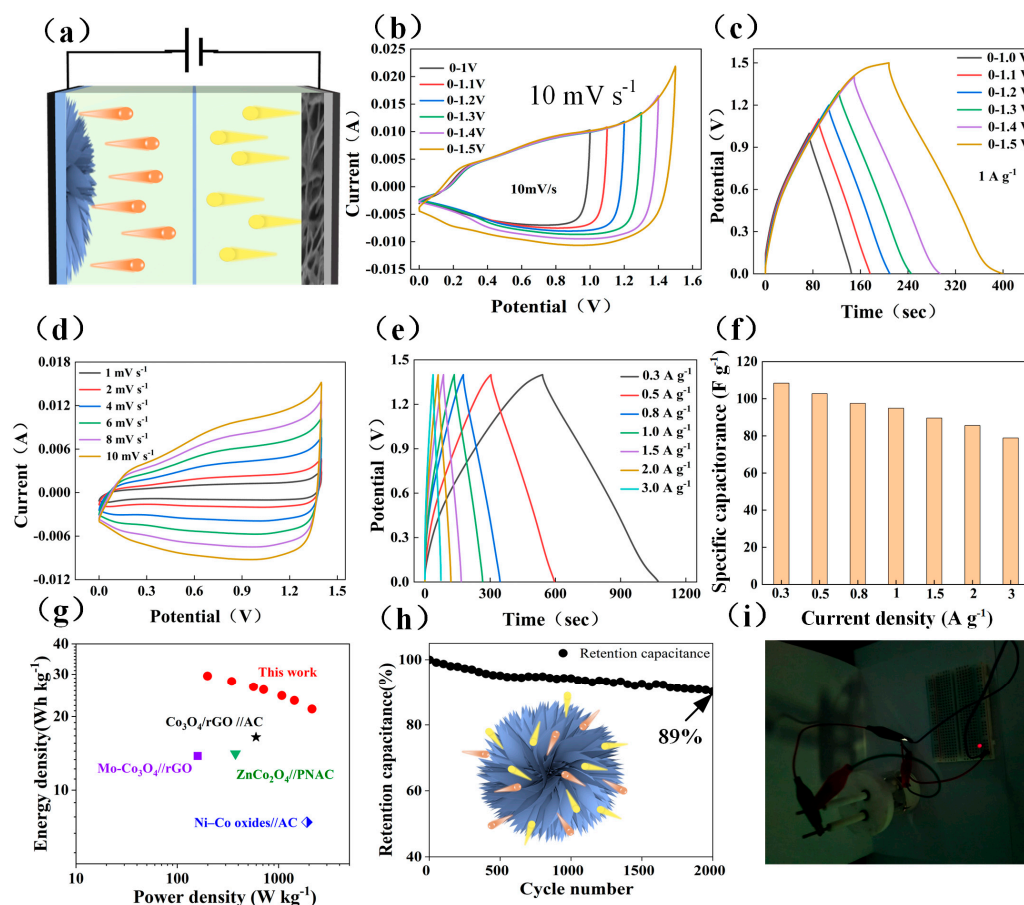 (a)
(b)
0.025
0.020
0.015
0.010
0.005
0.000
-0.005
-0.010
-0.015
Current (A)
0-1V
0-1.1V
0-1.2V
0-1.3V
0-1.4V
0-1.5V
10 mV s-1
10mV/s
0.0 0.2 0.4 0.6 0.8 1.0 1.2 1.4 1.6
Potential (V)
(c)
1.8
1.5
1.2
0.9
0.6
0.3
0.0
Potential (V)
0-1.0 V
0-1.1 V
0-1.2 V
0-1.3 V
0-1.4 V
0-1.5 V
1 A g-1
0 80 160 240 320 400
Time (sec)
(d)
0.018
0.012
0.006
0.000
-0.006
-0.012
Current (A)
1 mV s-1
2 mV s-1
4 mV s-1
6 mV s-1
8 mV s-1
10 mV s-1
0.0 0.3 0.6 0.9 1.2 1.5
Potential (V)
(e)
1.5
1.2
0.9
0.6
0.3
0.0
Potential (V)
0.3 A g-1
0.5 A g-1
0.8 A g-1
1.0 A g-1
1.5 A g-1
2.0 A g-1
3.0 A g-1
0 300 600 900 1200
Time (sec)
(f)
120
100
80
60
40
20
0
Specific capacitorance (F g-1)
0.3 0.5 0.8 1 1.5 2 3
Current density (A g-1)
(g)
40
30
20
10
Energy density(Wh kg-1)
This work
Co3O4/rGO //AC
Mo-Co3O4//rGO
ZnCo2O4//PNAC
Ni–Co oxides//AC
10 100 1000
Power density (W kg-1)
(h)
100
80
60
40
Retention capacitance(%)
Retention capacitance
89%
0 500 1000 1500 2000
Cycle number
(i)